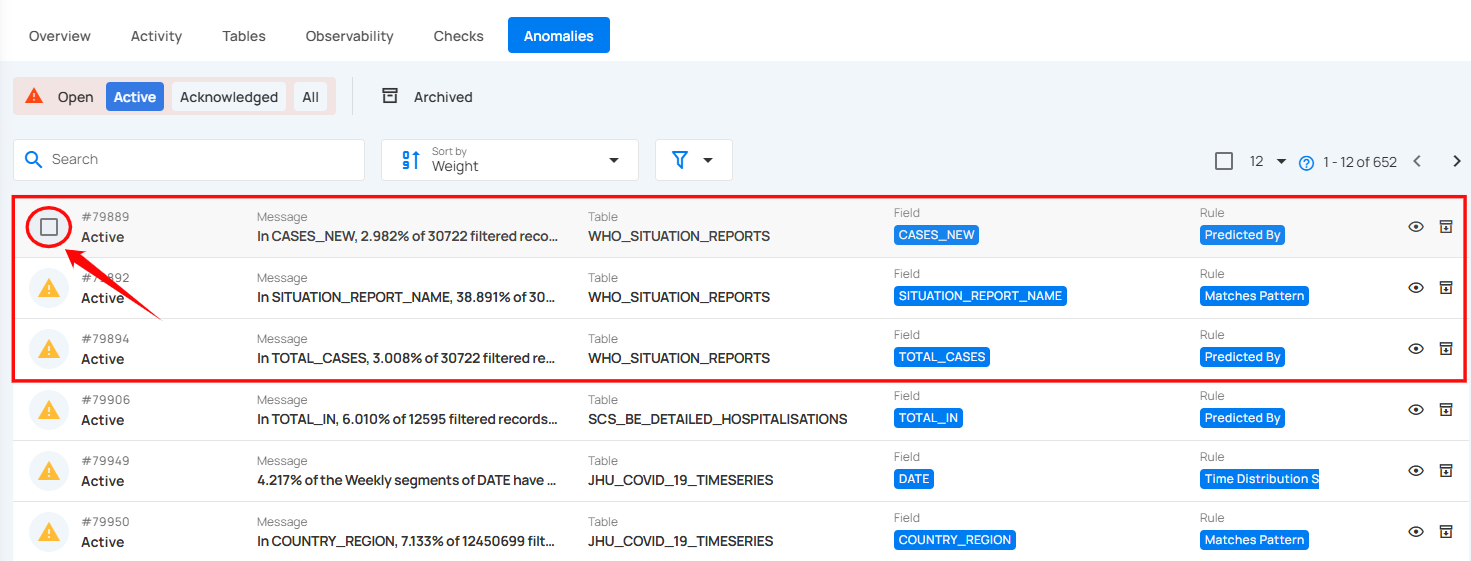 Overview Activity Tables Observability Checks Anomalies
Open Active Acknowledged All Archived
Search
Sort by
Weight
12 1 - 12 of 652
#79889 Message Table Field Rule
Active In CASES_NEW, 2.982% of 30722 filtered reco... WHO_SITUATION_REPORTS CASES_NEW Predicted By
#79892 Message Table Field Rule
Active In SITUATION_REPORT_NAME, 38.891% of 30... WHO_SITUATION_REPORTS SITUATION_REPORT_NAME Matches Pattern
#79894 Message Table Field Rule
Active In TOTAL_CASES, 3.008% of 30722 filtered re... WHO_SITUATION_REPORTS TOTAL_CASES Predicted By
#79906 Message Table Field Rule
Active In TOTAL_IN, 6.010% of 12595 filtered records... SCS_BE_DETAILED_HOSPITALISATIONS TOTAL_IN Predicted By
#79949 Message Table Field Rule
Active 4.217% of the Weekly segments of DATE have ... JHU_COVID_19_TIMESERIES DATE Time Distribution S
#79950 Message Table Field Rule
Active In COUNTRY_REGION, 7.133% of 12450699 filt... JHU_COVID_19_TIMESERIES COUNTRY_REGION Matches Pattern